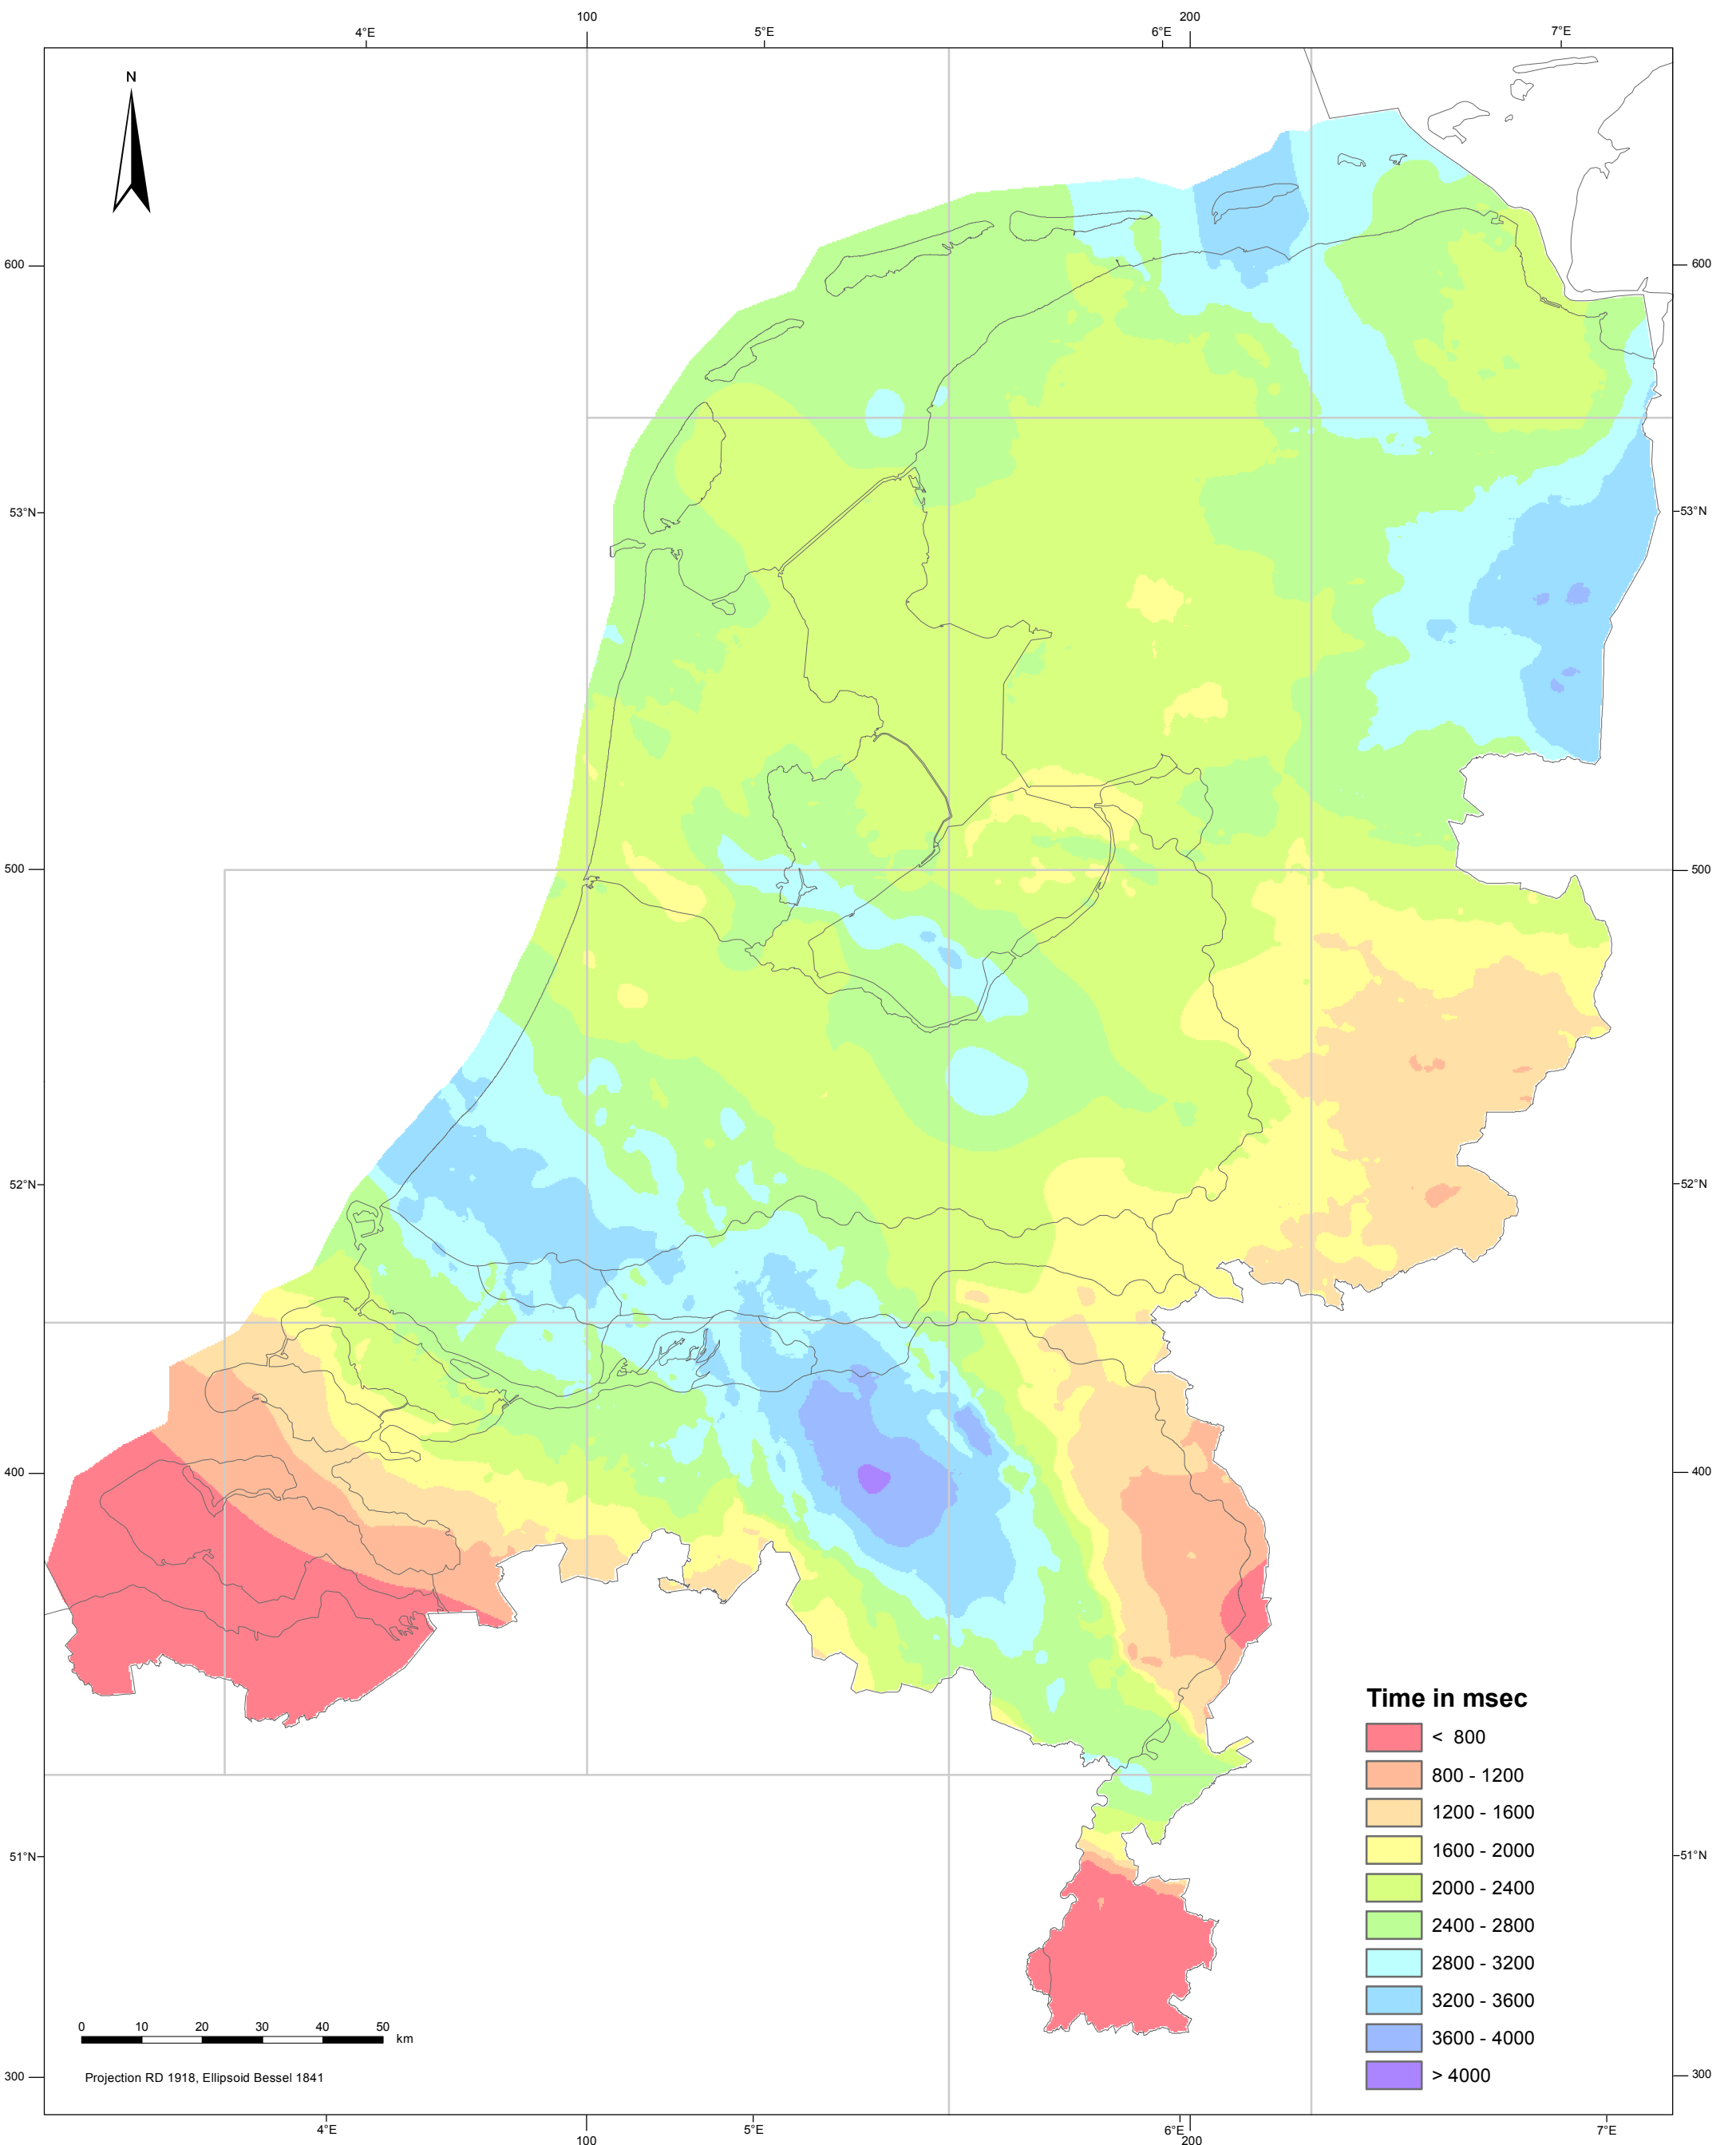 100 200
4°E 5°E 6°E 7°E
N
600 600
53°N 53°N
500 500
52°N 52°N
400 400
Time in msec
< 800
800 - 1200
1200 - 1600
51°N 51°N
1600 - 2000
2000 - 2400
2400 - 2800
2800 - 3200
3200 - 3600
0 10 20 30 40 50
km
3600 - 4000
> 4000
300 300
Projection RD 1918, Ellipsoid Bessel 1841
4°E 5°E 6°E 7°E
100 200